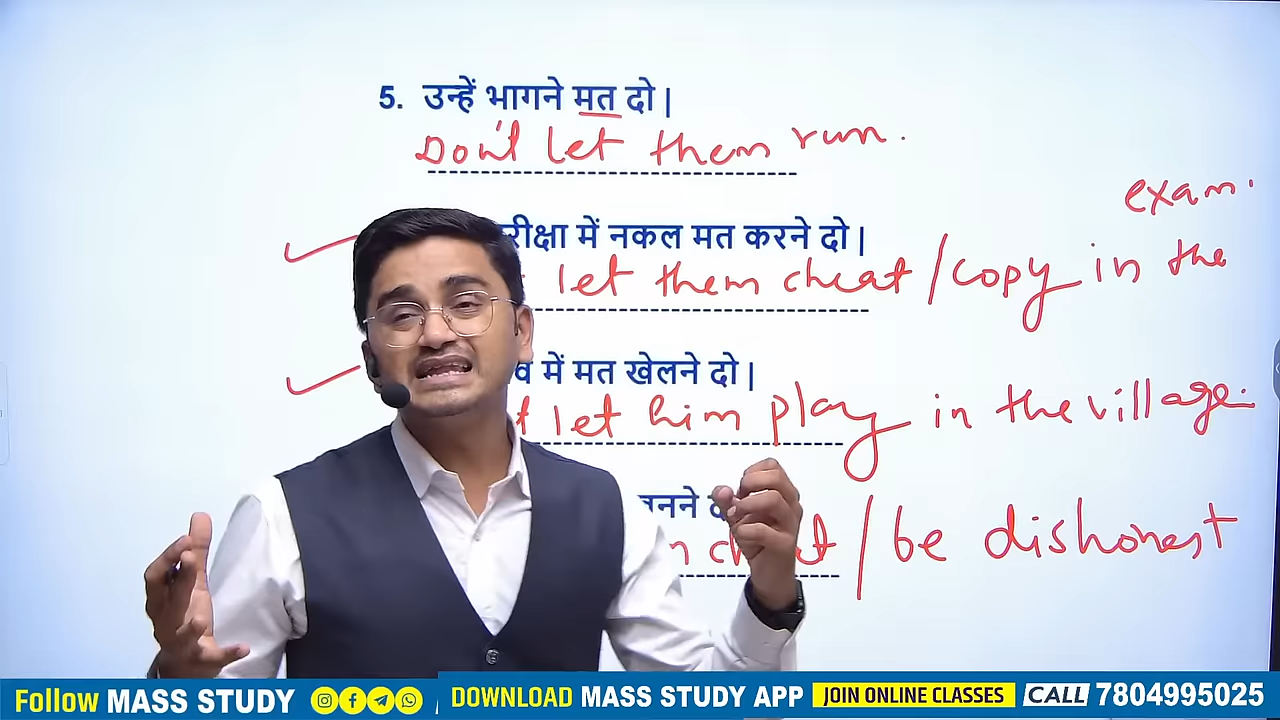 5. उन्हें भागने मत दो |
Don't let them run.
exam.
में नकल मत करने दो |
let them cheat / copy in the
में मत खेलने दो |
let him play in the village.
/ be dishonest
Follow MASS STUDY
DOWNLOAD MASS STUDY APP
JOIN ONLINE CLASSES
CALL 7804995025